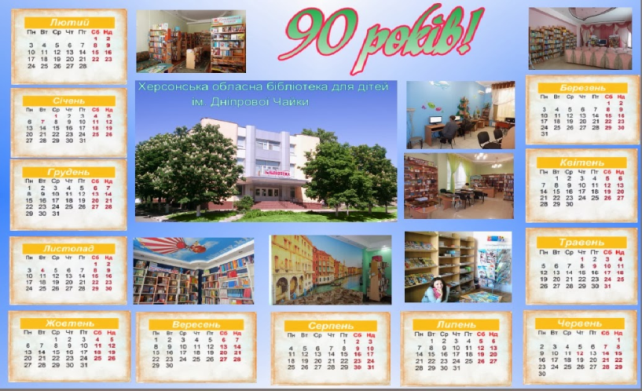 Лютий
Пн Вт Ср Чт Пт Сб Нд
1 2
3 4 5 6 7 8 9
10 11 12 13 14 15 16
17 18 19 20 21 22 23
24 25 26 27 28
90 років!
Херсонська обласна бібліотека для дітей
ім. Дніпрової Чайки
Січень
Пн Вт Ср Чт Пт Сб Нд
1 2 3 4 5
6 7 8 9 10 11 12
13 14 15 16 17 18 19
20 21 22 23 24 25 26
27 28 29 30 31
Березень
Пн Вт Ср Чт Пт Сб Нд
1 2
3 4 5 6 7 8 9
10 11 12 13 14 15 16
17 18 19 20 21 22 23
24 25 26 27 28 29 30
31
Грудень
Пн Вт Ср Чт Пт Сб Нд
1 2 3 4 5 6 7
8 9 10 11 12 13 14
15 16 17 18 19 20 21
22 23 24 25 26 27 28
29 30 31
Квітень
Пн Вт Ср Чт Пт Сб Нд
1 2 3 4 5 6
7 8 9 10 11 12 13
14 15 16 17 18 19 20
21 22 23 24 25 26 27
28 29 30
Листопад
Пн Вт Ср Чт Пт Сб Нд
1 2
3 4 5 6 7 8 9
10 11 12 13 14 15 16
17 18 19 20 21 22 23
24 25 26 27 28 29 30
Травень
Пн Вт Ср Чт Пт Сб Нд
1 2 3 4
5 6 7 8 9 10 11
12 13 14 15 16 17 18
19 20 21 22 23 24 25
26 27 28 29 30 31
Жовтень
Пн Вт Ср Чт Пт Сб Нд
1 2 3 4 5
6 7 8 9 10 11 12
13 14 15 16 17 18 19
20 21 22 23 24 25 26
27 28 29 30 31
Вересень
Пн Вт Ср Чт Пт Сб Нд
1 2 3 4 5 6 7
8 9 10 11 12 13 14
15 16 17 18 19 20 21
22 23 24 25 26 27 28
29 30
Серпень
Пн Вт Ср Чт Пт Сб Нд
1 2 3
4 5 6 7 8 9 10
11 12 13 14 15 16 17
18 19 20 21 22 23 24
25 26 27 28 29 30 31
Липень
Пн Вт Ср Чт Пт Сб Нд
1 2 3 4 5 6
7 8 9 10 11 12 13
14 15 16 17 18 19 20
21 22 23 24 25 26 27
28 29 30 31
Червень
Пн Вт Ср Чт Пт Сб Нд
1
2 3 4 5 6 7 8
9 10 11 12 13 14 15
16 17 18 19 20 21 22
23 24 25 26 27 28 29
30